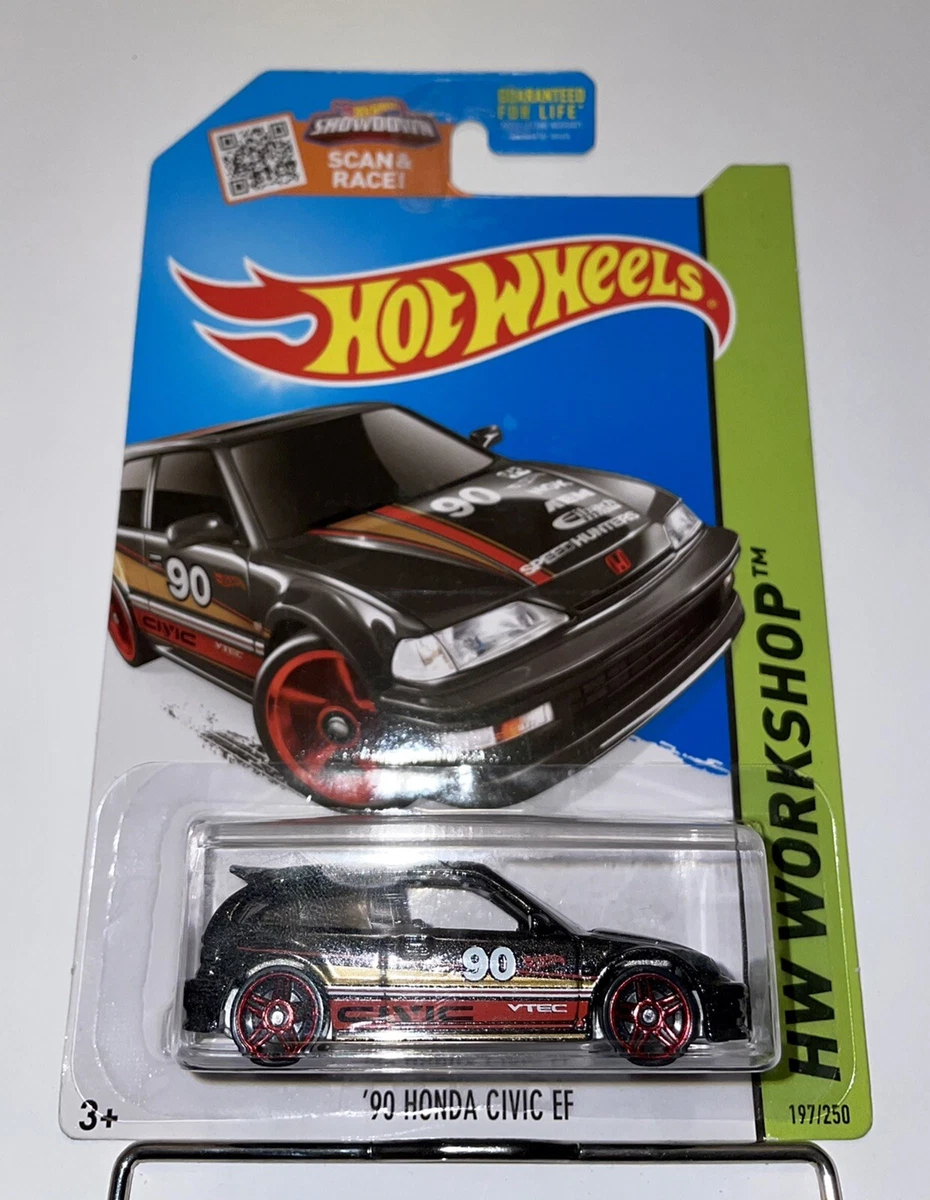 SHOWDOWN
SCAN &
RACE!
GUARANTEED
FOR LIFE
HOT WHEELS®
90
SPEEDHUNTERS
90
CIVIC
VTEC
90
CIVIC
VTEC
HW WORKSHOP™
'90 HONDA CIVIC EF
3+
197/250